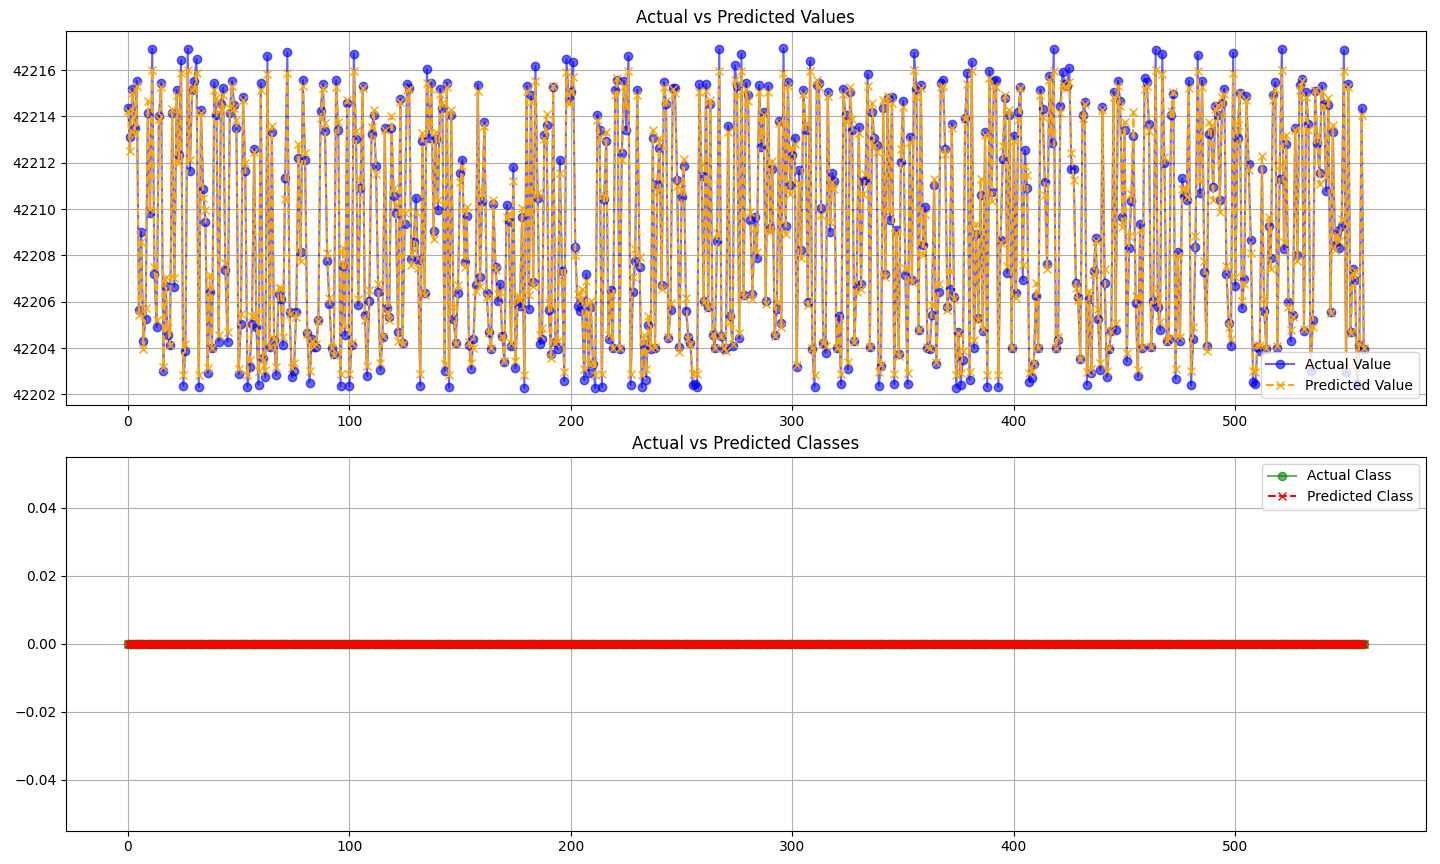 Actual vs Predicted Values
42216
42214
42212
42210
42208
42206
42204
42202
Actual Value
Predicted Value
0 100 200 300 400 500
Actual vs Predicted Classes
Actual Class
Predicted Class
0.04
0.02
0.00
−0.02
−0.04
0 100 200 300 400 500